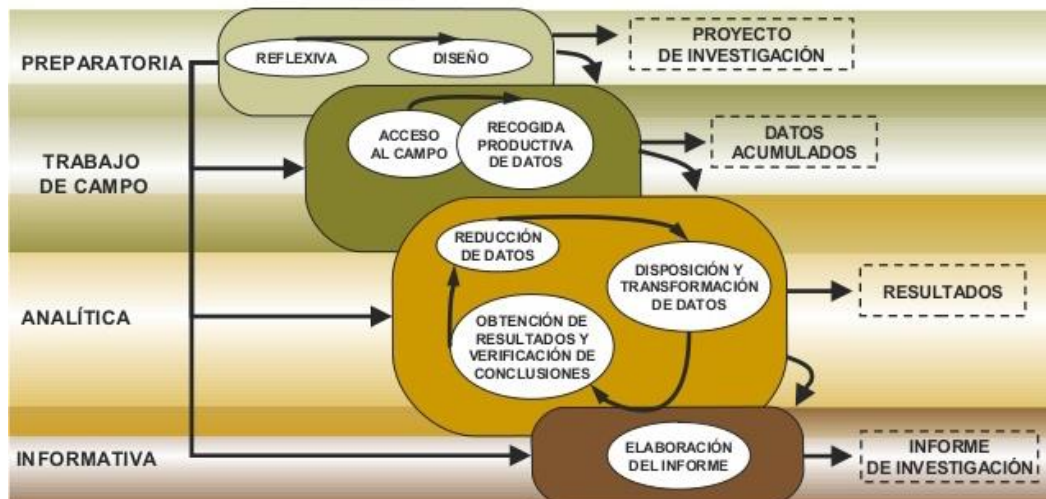 PREPARATORIA
REFLEXIVA
DISEÑO
PROYECTO
DE INVESTIGACIÓN
TRABAJO
DE CAMPO
ACCESO
AL CAMPO
RECOGIDA
PRODUCTIVA
DE DATOS
DATOS
ACUMULADOS
ANALÍTICA
REDUCCIÓN
DE DATOS
DISPOSICIÓN Y
TRANSFORMACIÓN
DE DATOS
OBTENCIÓN DE
RESULTADOS Y
VERIFICACIÓN DE
CONCLUSIONES
RESULTADOS
INFORMATIVA
ELABORACIÓN
DEL INFORME
INFORME
DE INVESTIGACIÓN